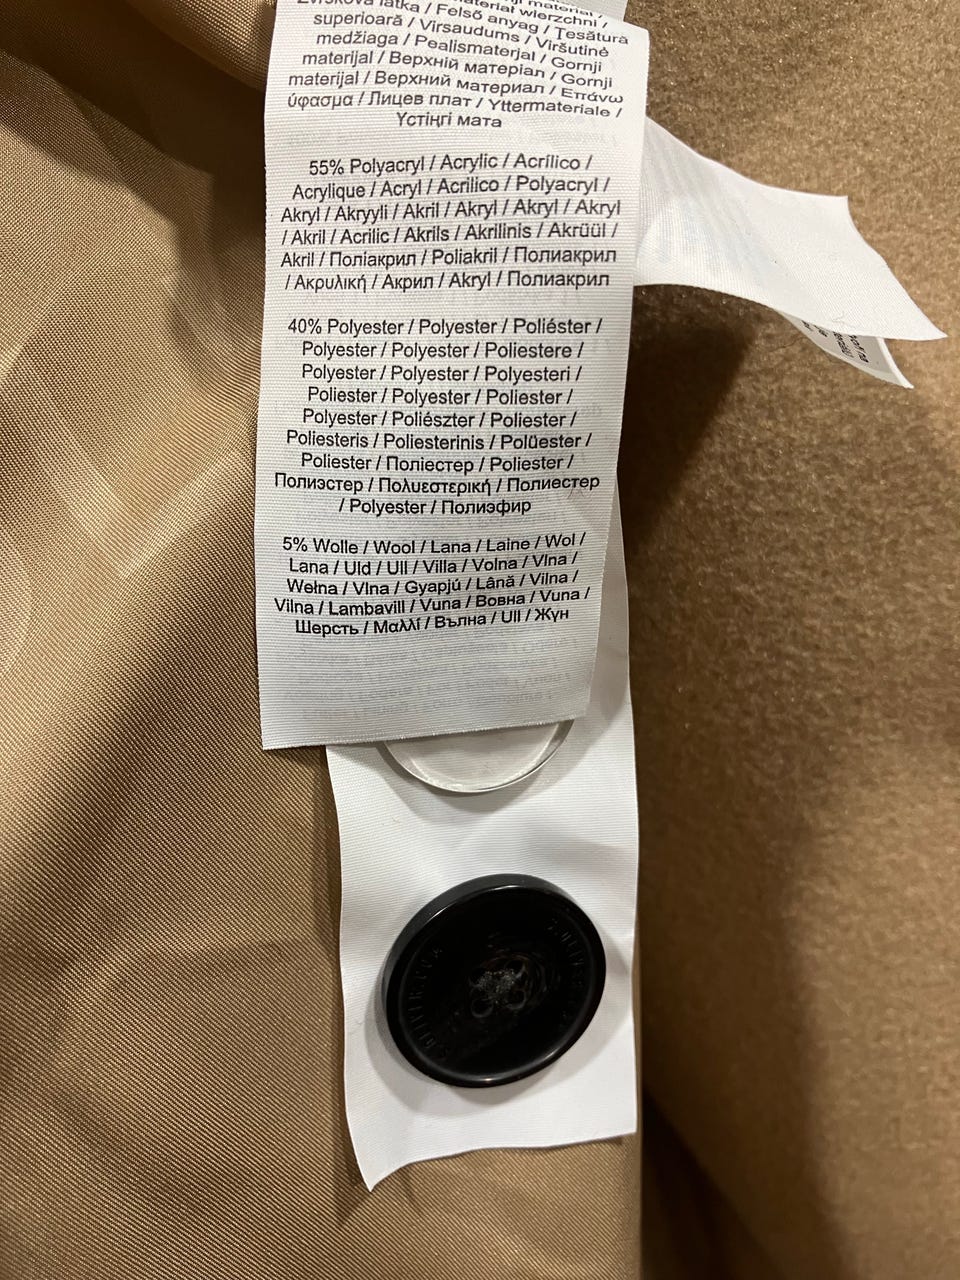 Zvrsková látka / Felső anyag / Țesătură
superioară / Virsaudums / Viršutinė
medžiaga / Pealismaterjal / Gornji
materijal / Верхній матеріал / Gornji
materijal / Верхний материал / Επάνω
ύφασμα / Лицев плат / Yttermateriale /
Үстіңгі мата
55% Polyacryl / Acrylic / Acrílico /
Acrylique / Acryl / Acrilico / Polyacryl /
Akryl / Akryyli / Akril / Akryl / Akryl / Akryl
/ Akril / Acrilic / Akrils / Akrilinis / Akrüül /
Akril / Поліакрил / Poliakril / Полиакрил
/ Ακρυλική / Акрил / Akryl / Полиакрил
40% Polyester / Polyester / Poliéster /
Polyester / Polyester / Poliestere /
Polyester / Polyester / Polyesteri /
Poliester / Polyester / Poliester /
Polyester / Poliészter / Poliester /
Poliesteris / Poliesterinis / Polüester /
Poliester / Поліестер / Poliester /
Полиэстер / Πολυεστερική / Полиестер
/ Polyester / Полиэфир
5% Wolle / Wool / Lana / Laine / Wol /
Lana / Uld / Ull / Villa / Volna / Vlna /
Wełna / Vlna / Gyapjú / Lână / Vilna /
Vilna / Lambavill / Vuna / Вовна / Vuna /
Шерсть / Μαλλί / Вълна / Ull / Жүн